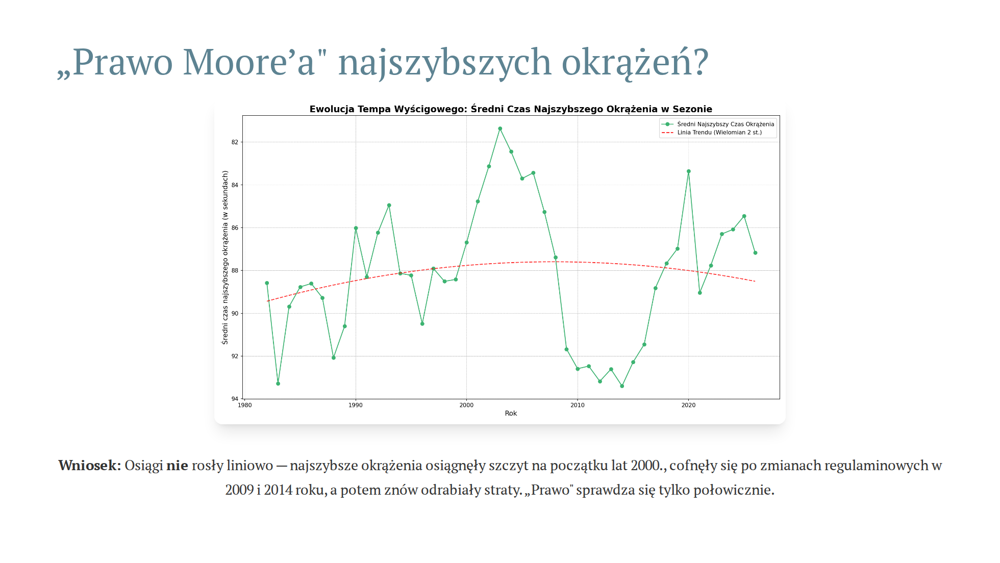 „Prawo Moore’a" najszybszych okrążeń?
Ewolucja Tempa Wyścigowego: Średni Czas Najszybszego Okrążenia w Sezonie
Średni Najszybszy Czas Okrążenia
Linia Trendu (Wielomian 2 st.)
Średni czas najszybszego okrążenia (w sekundach)
82
84
86
88
90
92
94
1980 1990 2000 2010 2020
Rok
Wniosek: Osiągi nie rosły liniowo — najszybsze okrążenia osiągnęły szczyt na początku lat 2000., cofnęły się po zmianach regulaminowych w
2009 i 2014 roku, a potem znów odrabiały straty. „Prawo" sprawdza się tylko połowicznie.